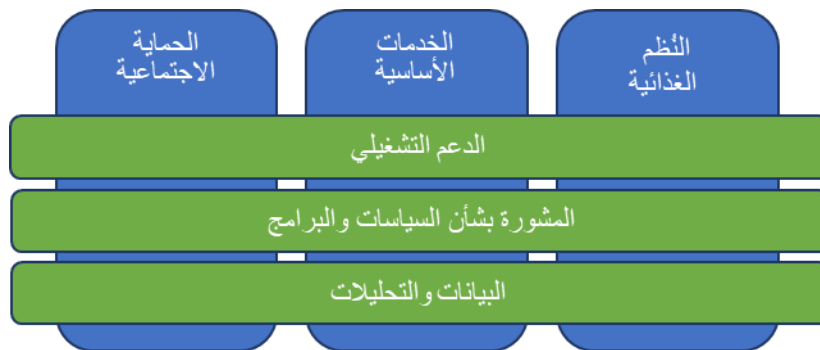 النُظم
الغذائية
الخدمات
الأساسية
الحماية
الاجتماعية
الدعم التشغيلي
المشورة بشأن السياسات والبرامج
البيانات والتحليلات